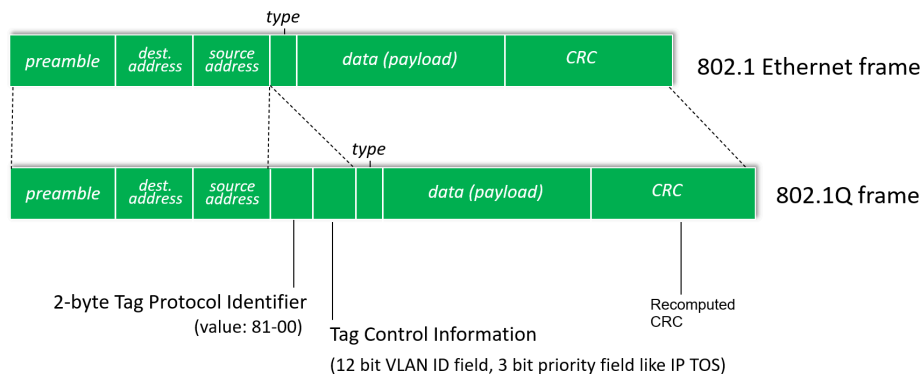 type
preamble
dest.
address
source
address
data (payload)
CRC
802.1 Ethernet frame
type
preamble
dest.
address
source
address
data (payload)
CRC
802.1Q frame
2-byte Tag Protocol Identifier
(value: 81-00)
Tag Control Information
(12 bit VLAN ID field, 3 bit priority field like IP TOS)
Recomputed
CRC